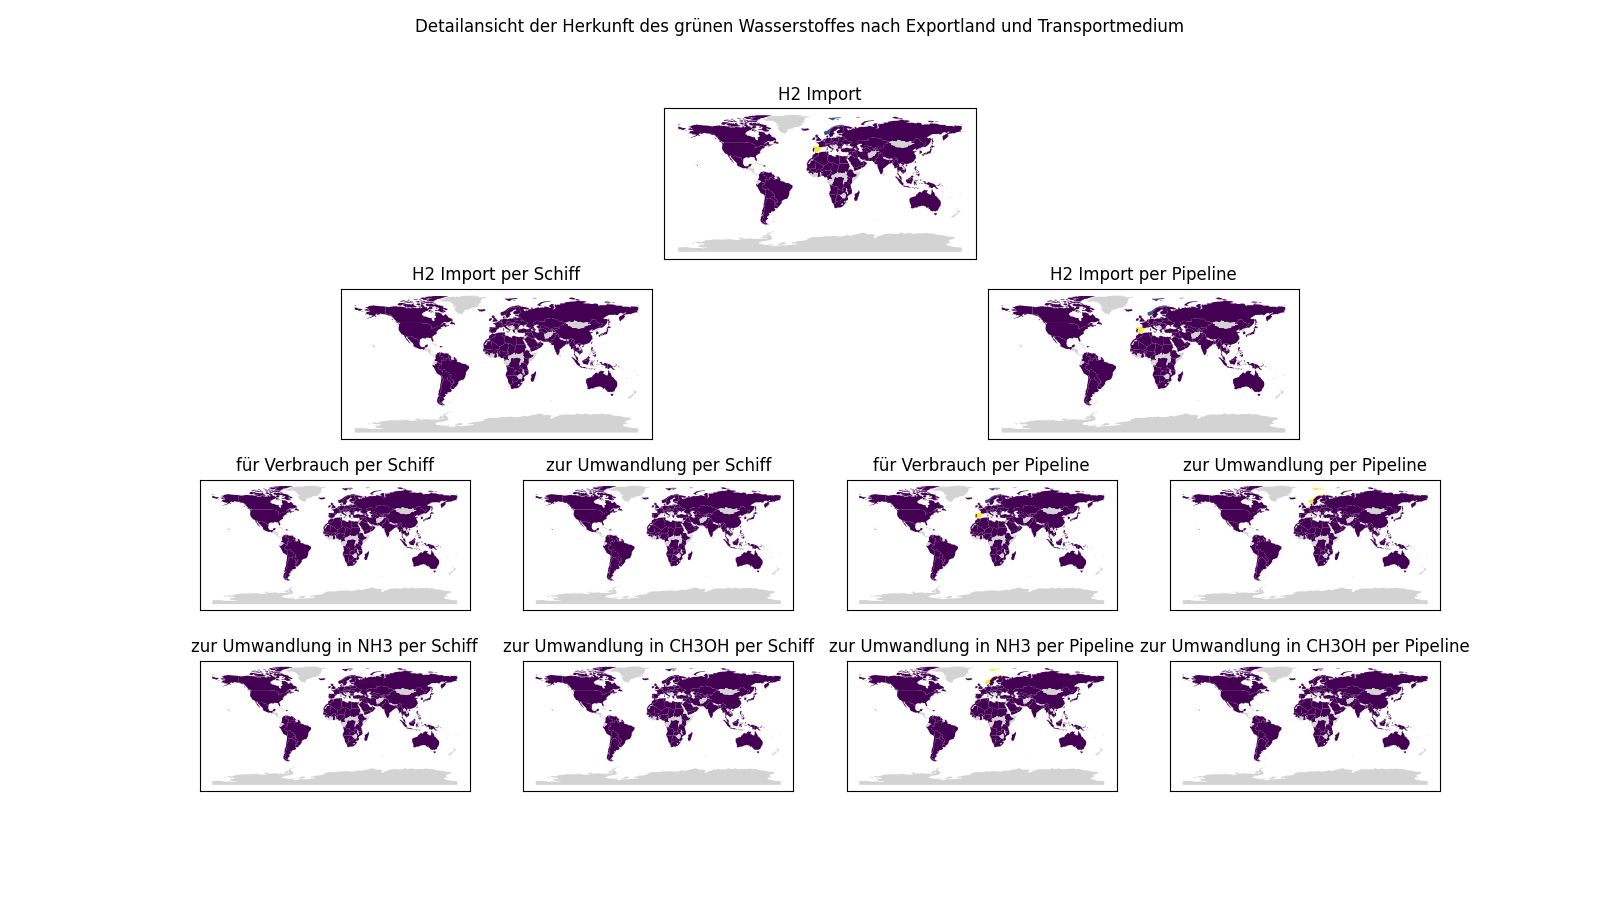 Detailansicht der Herkunft des grünen Wasserstoffes nach Exportland und Transportmedium
H2 Import
H2 Import per Schiff
H2 Import per Pipeline
für Verbrauch per Schiff
zur Umwandlung per Schiff
für Verbrauch per Pipeline
zur Umwandlung per Pipeline
zur Umwandlung in NH3 per Schiff
zur Umwandlung in CH3OH per Schiff
zur Umwandlung in NH3 per Pipeline
zur Umwandlung in CH3OH per Pipeline